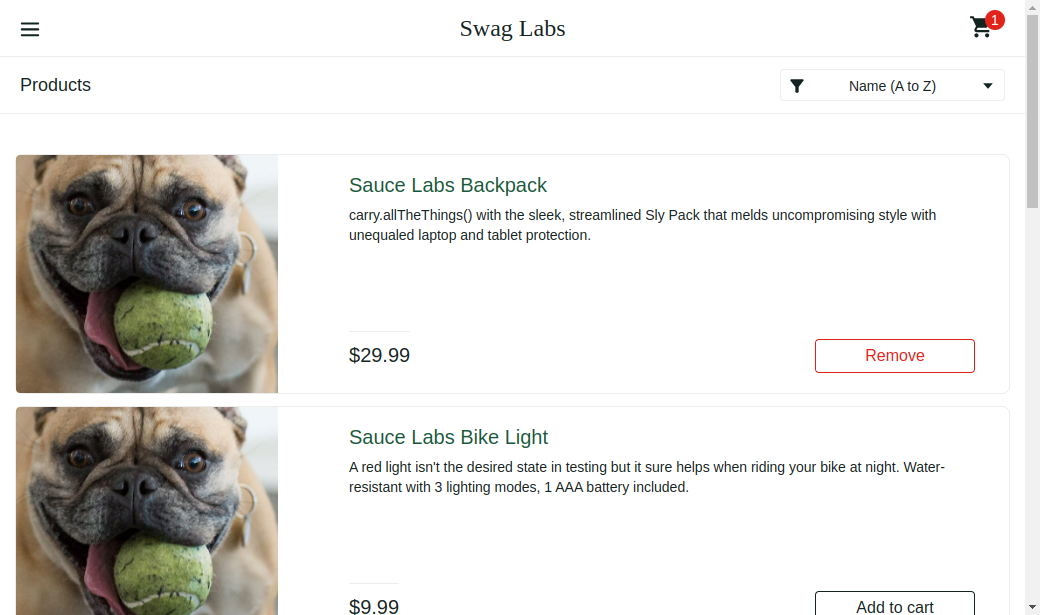 Swag Labs
1
Products
Name (A to Z)
Sauce Labs Backpack
carry.allTheThings() with the sleek, streamlined Sly Pack that melds uncompromising style with
unequaled laptop and tablet protection.
$29.99
Remove
Sauce Labs Bike Light
A red light isn't the desired state in testing but it sure helps when riding your bike at night. Water-
resistant with 3 lighting modes, 1 AAA battery included.
$9.99
Add to cart